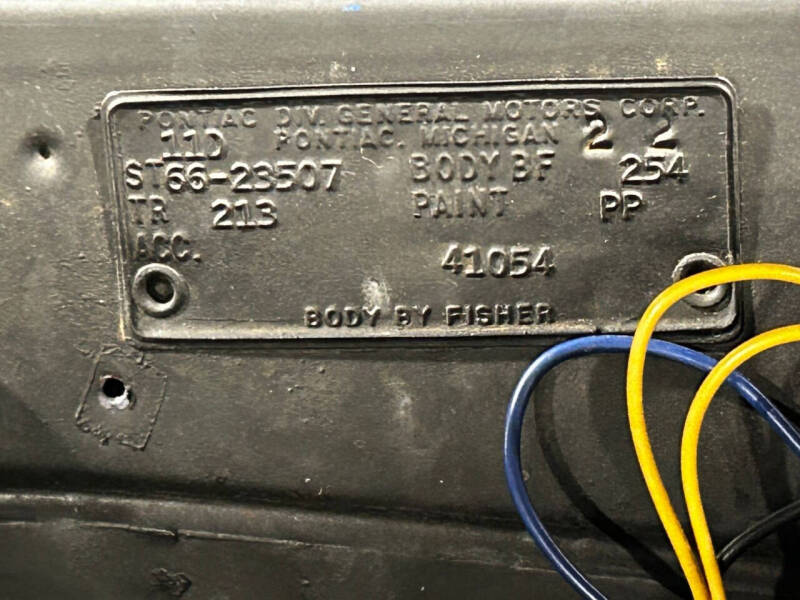 PONTIAC DIV. GENERAL MOTORS CORP.
11D PONTIAC, MICHIGAN 2 2
ST66-23507 BODY BF 254
TR 213 PAINT PP
ACC.
41054
BODY BY FISHER